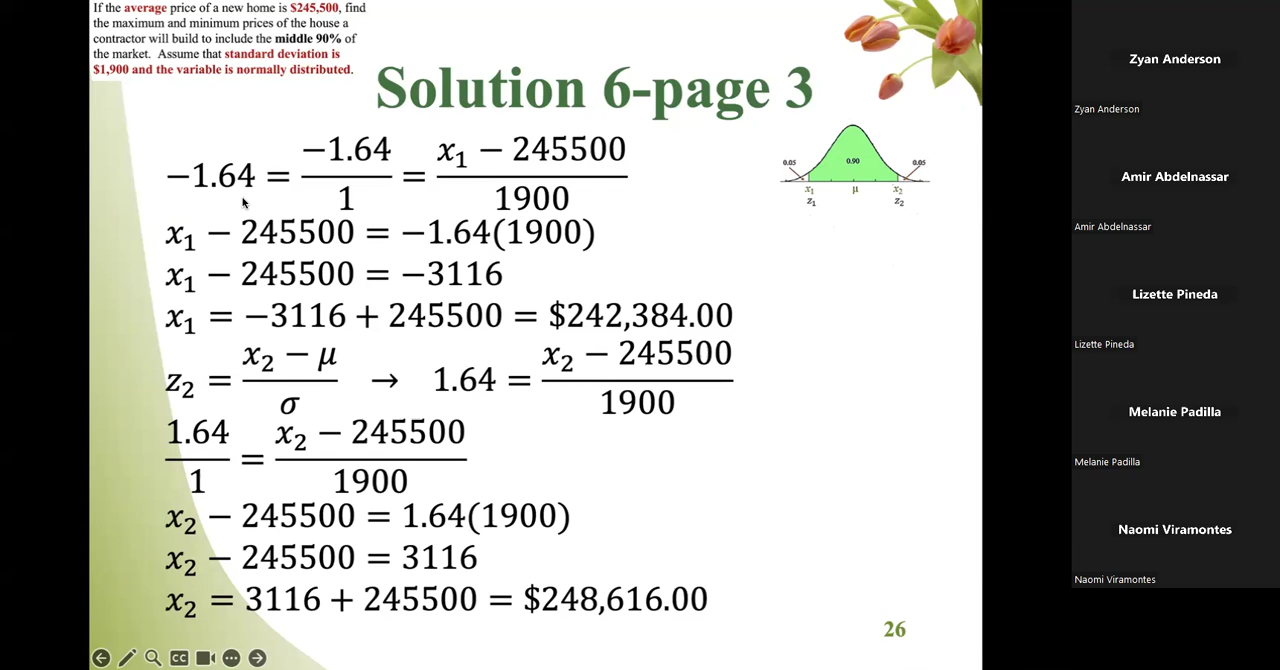 If the average price of a new home is $245,500, find
the maximum and minimum prices of the house a
contractor will build to include the middle 90% of
the market. Assume that standard deviation is
$1,900 and the variable is normally distributed.
Solution 6-page 3
−1.64 = −1.64/1 = (x₁ − 245500)/1900
x₁ − 245500 = −1.64(1900)
x₁ − 245500 = −3116
x₁ = −3116 + 245500 = $242,384.00
z₂ = (x₂ − μ)/σ → 1.64 = (x₂ − 245500)/1900
1.64/1 = (x₂ − 245500)/1900
x₂ − 245500 = 1.64(1900)
x₂ − 245500 = 3116
x₂ = 3116 + 245500 = $248,616.00
0.05 0.90 0.05
x₁ μ x₂
z₁ z₂
26
CC
Zyan Anderson
Zyan Anderson
Amir Abdelnassar
Amir Abdelnassar
Lizette Pineda
Lizette Pineda
Melanie Padilla
Melanie Padilla
Naomi Viramontes
Naomi Viramontes